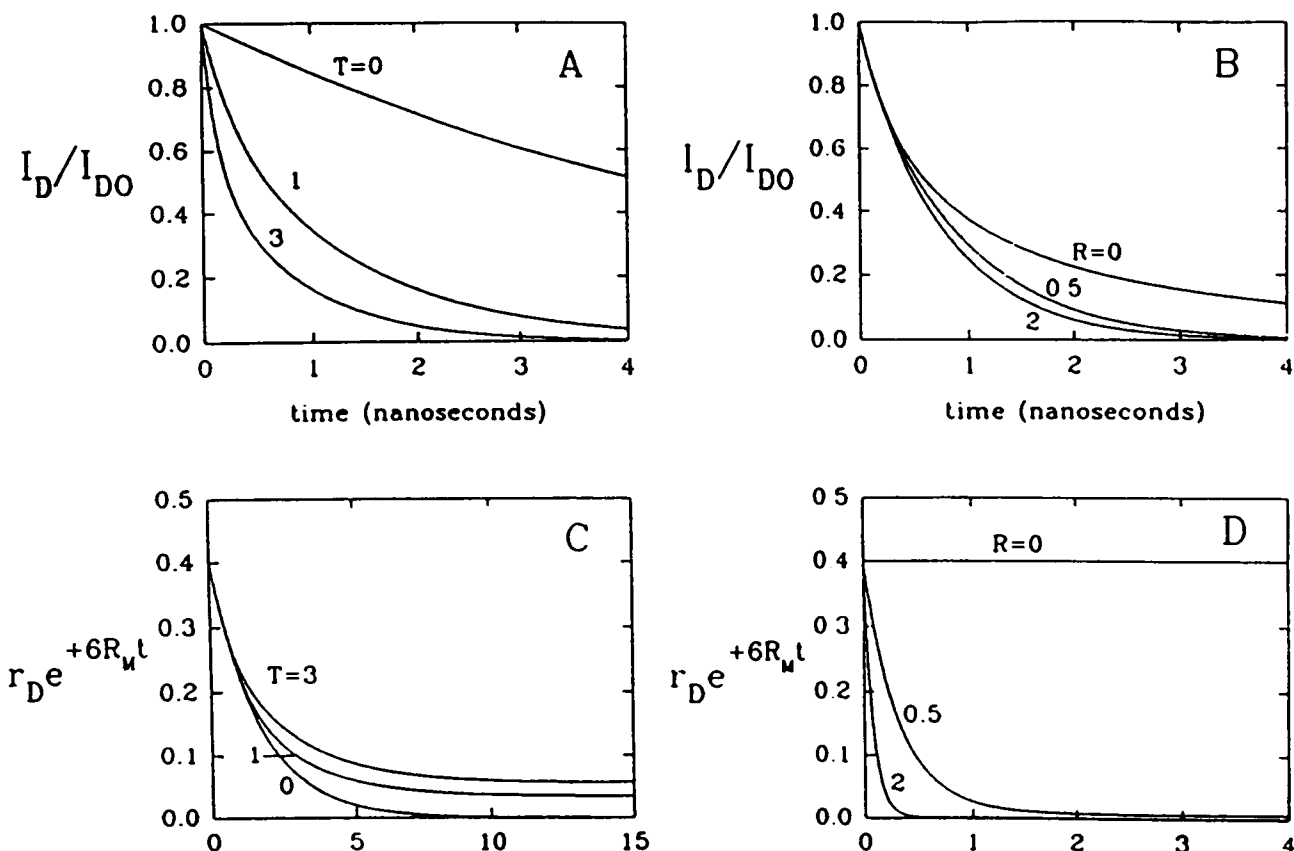 1.0
0.8
0.6
0.4
0.2
0.0
I_D/I_DO
A
T=0
1
3
0 1 2 3 4
time (nanoseconds)
1.0
0.8
0.6
0.4
0.2
0.0
I_D/I_DO
B
R=0
0 5
2
0 1 2 3 4
time (nanoseconds)
0.5
0.4
0.3
0.2
0.1
0.0
r_D e^{+6R_M t}
C
T=3
1
0
0 5 10 15
0 5
0 4
0.3
0.2
0.1
0.0
r_D e^{+6R_M t}
D
R=0
0.5
2
0 1 2 3 4